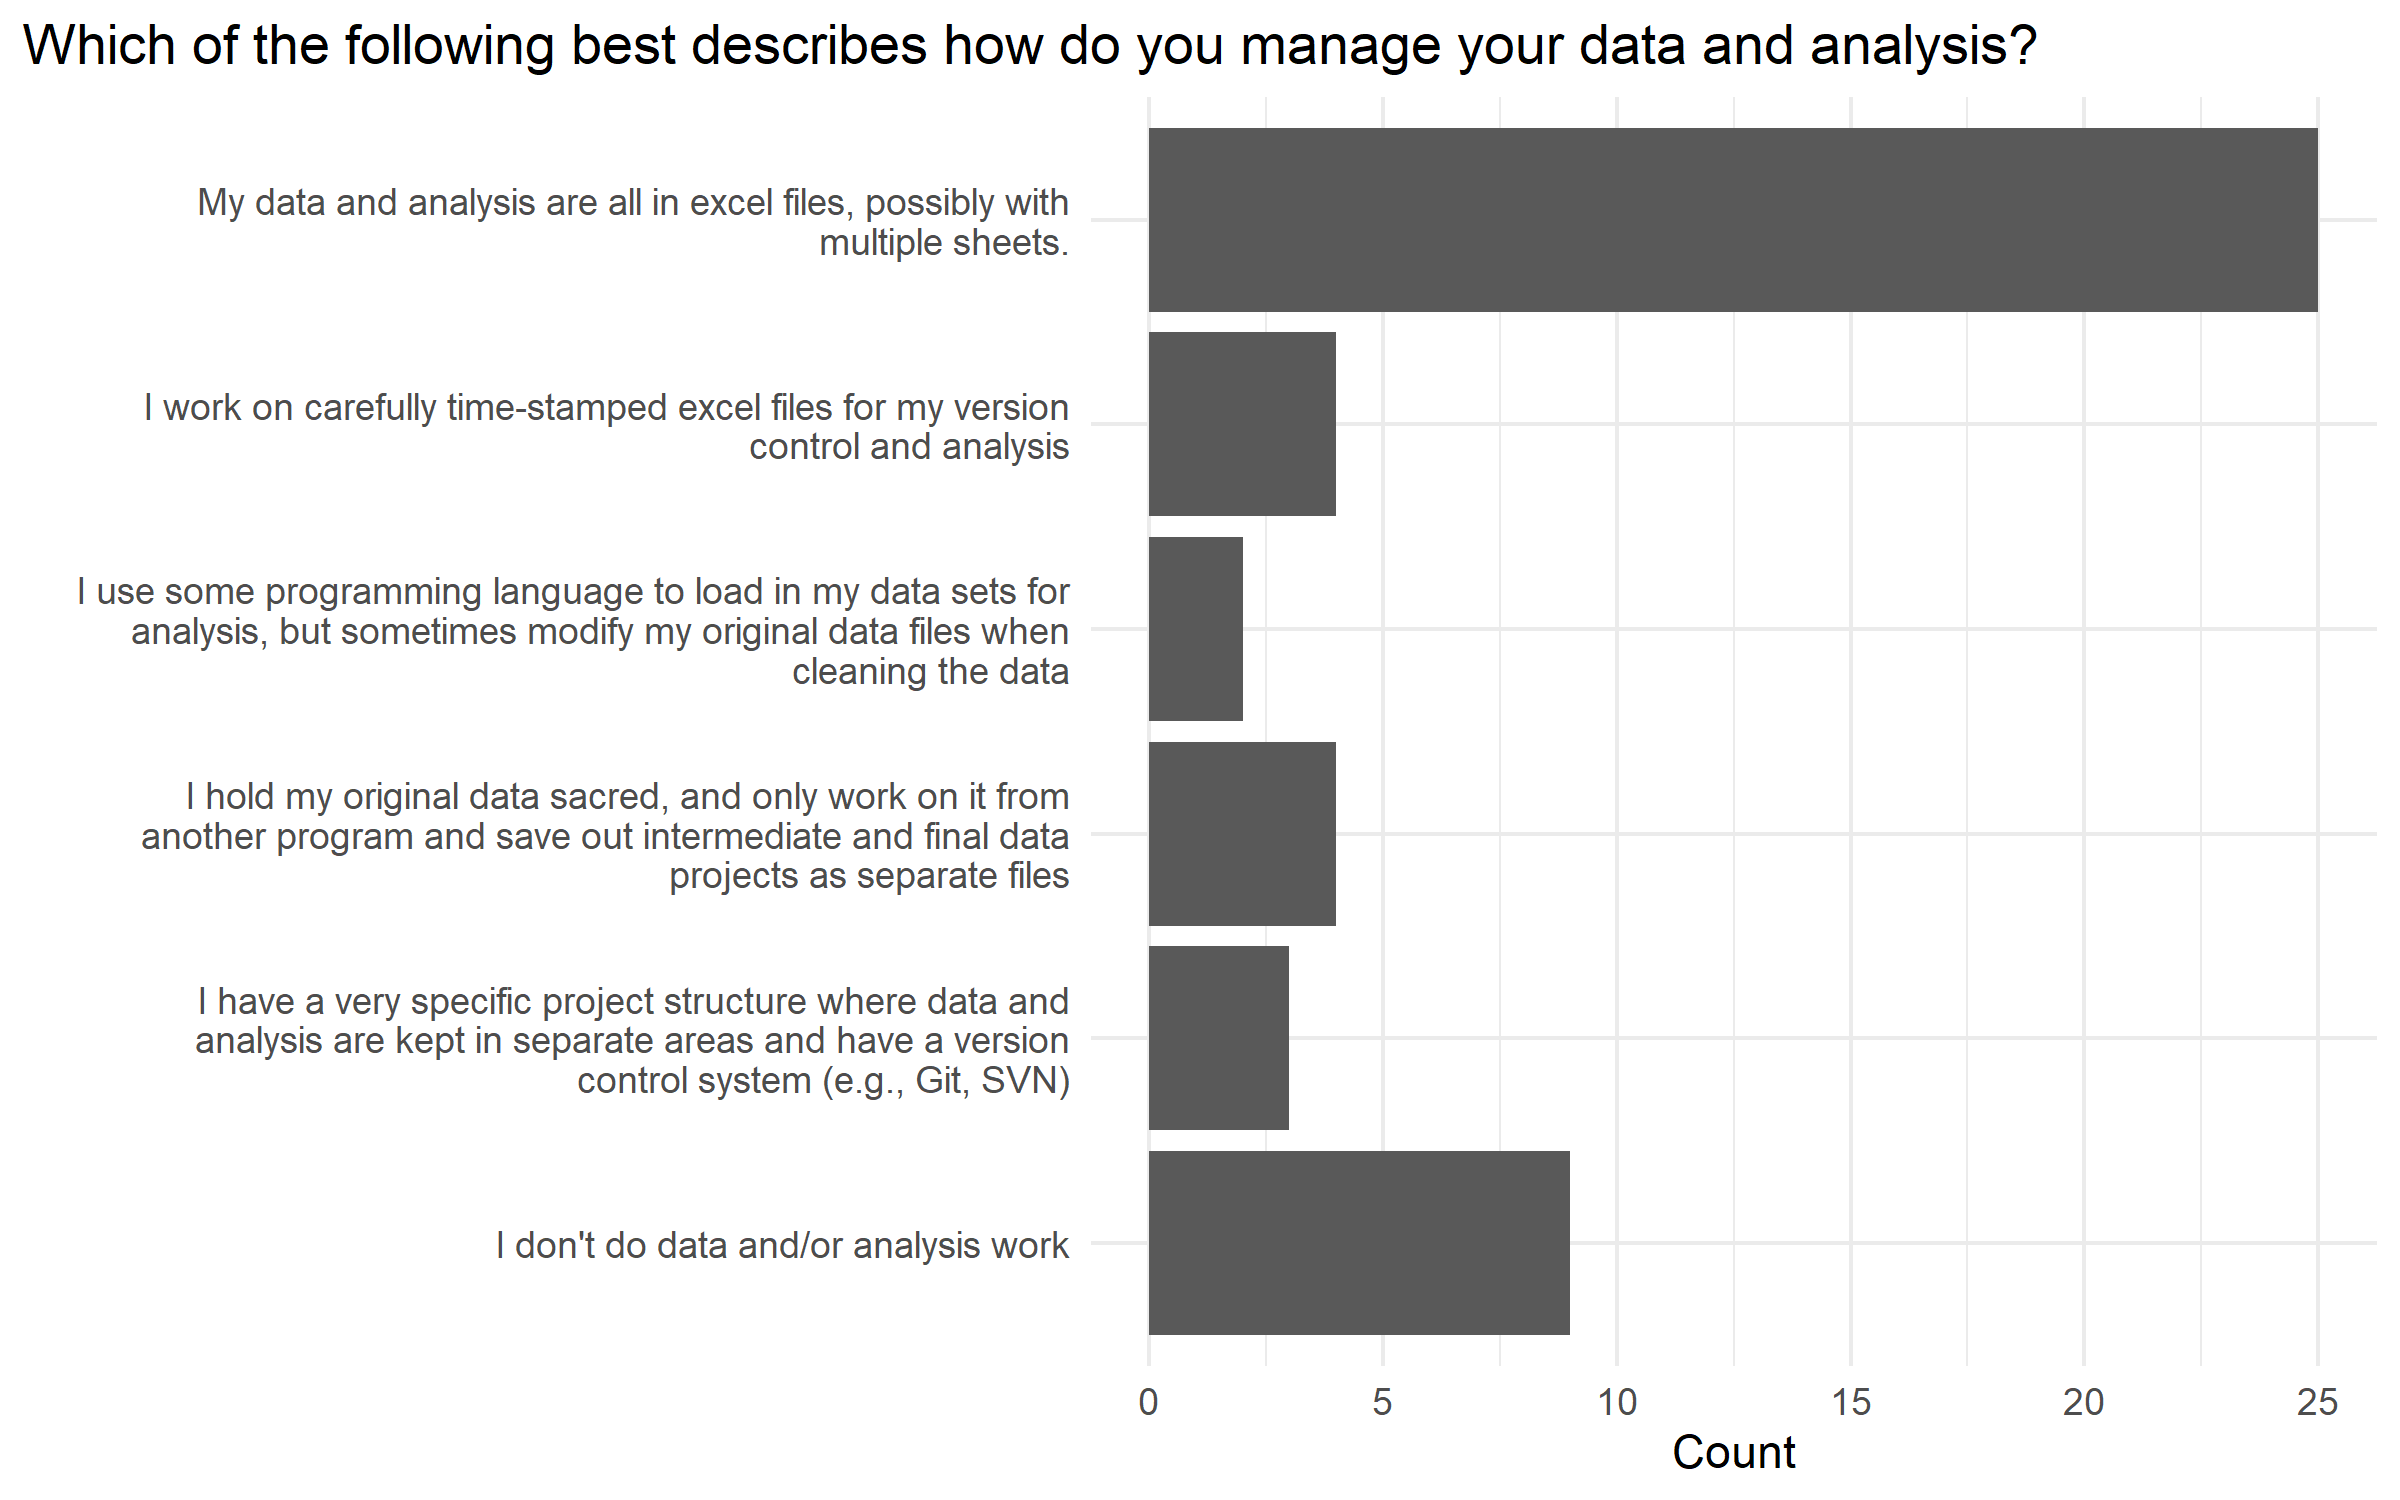 Which of the following best describes how do you manage your data and analysis?
My data and analysis are all in excel files, possibly with
multiple sheets.
I work on carefully time-stamped excel files for my version
control and analysis
I use some programming language to load in my data sets for
analysis, but sometimes modify my original data files when
cleaning the data
I hold my original data sacred, and only work on it from
another program and save out intermediate and final data
projects as separate files
I have a very specific project structure where data and
analysis are kept in separate areas and have a version
control system (e.g., Git, SVN)
I don't do data and/or analysis work
0 5 10 15 20 25
Count